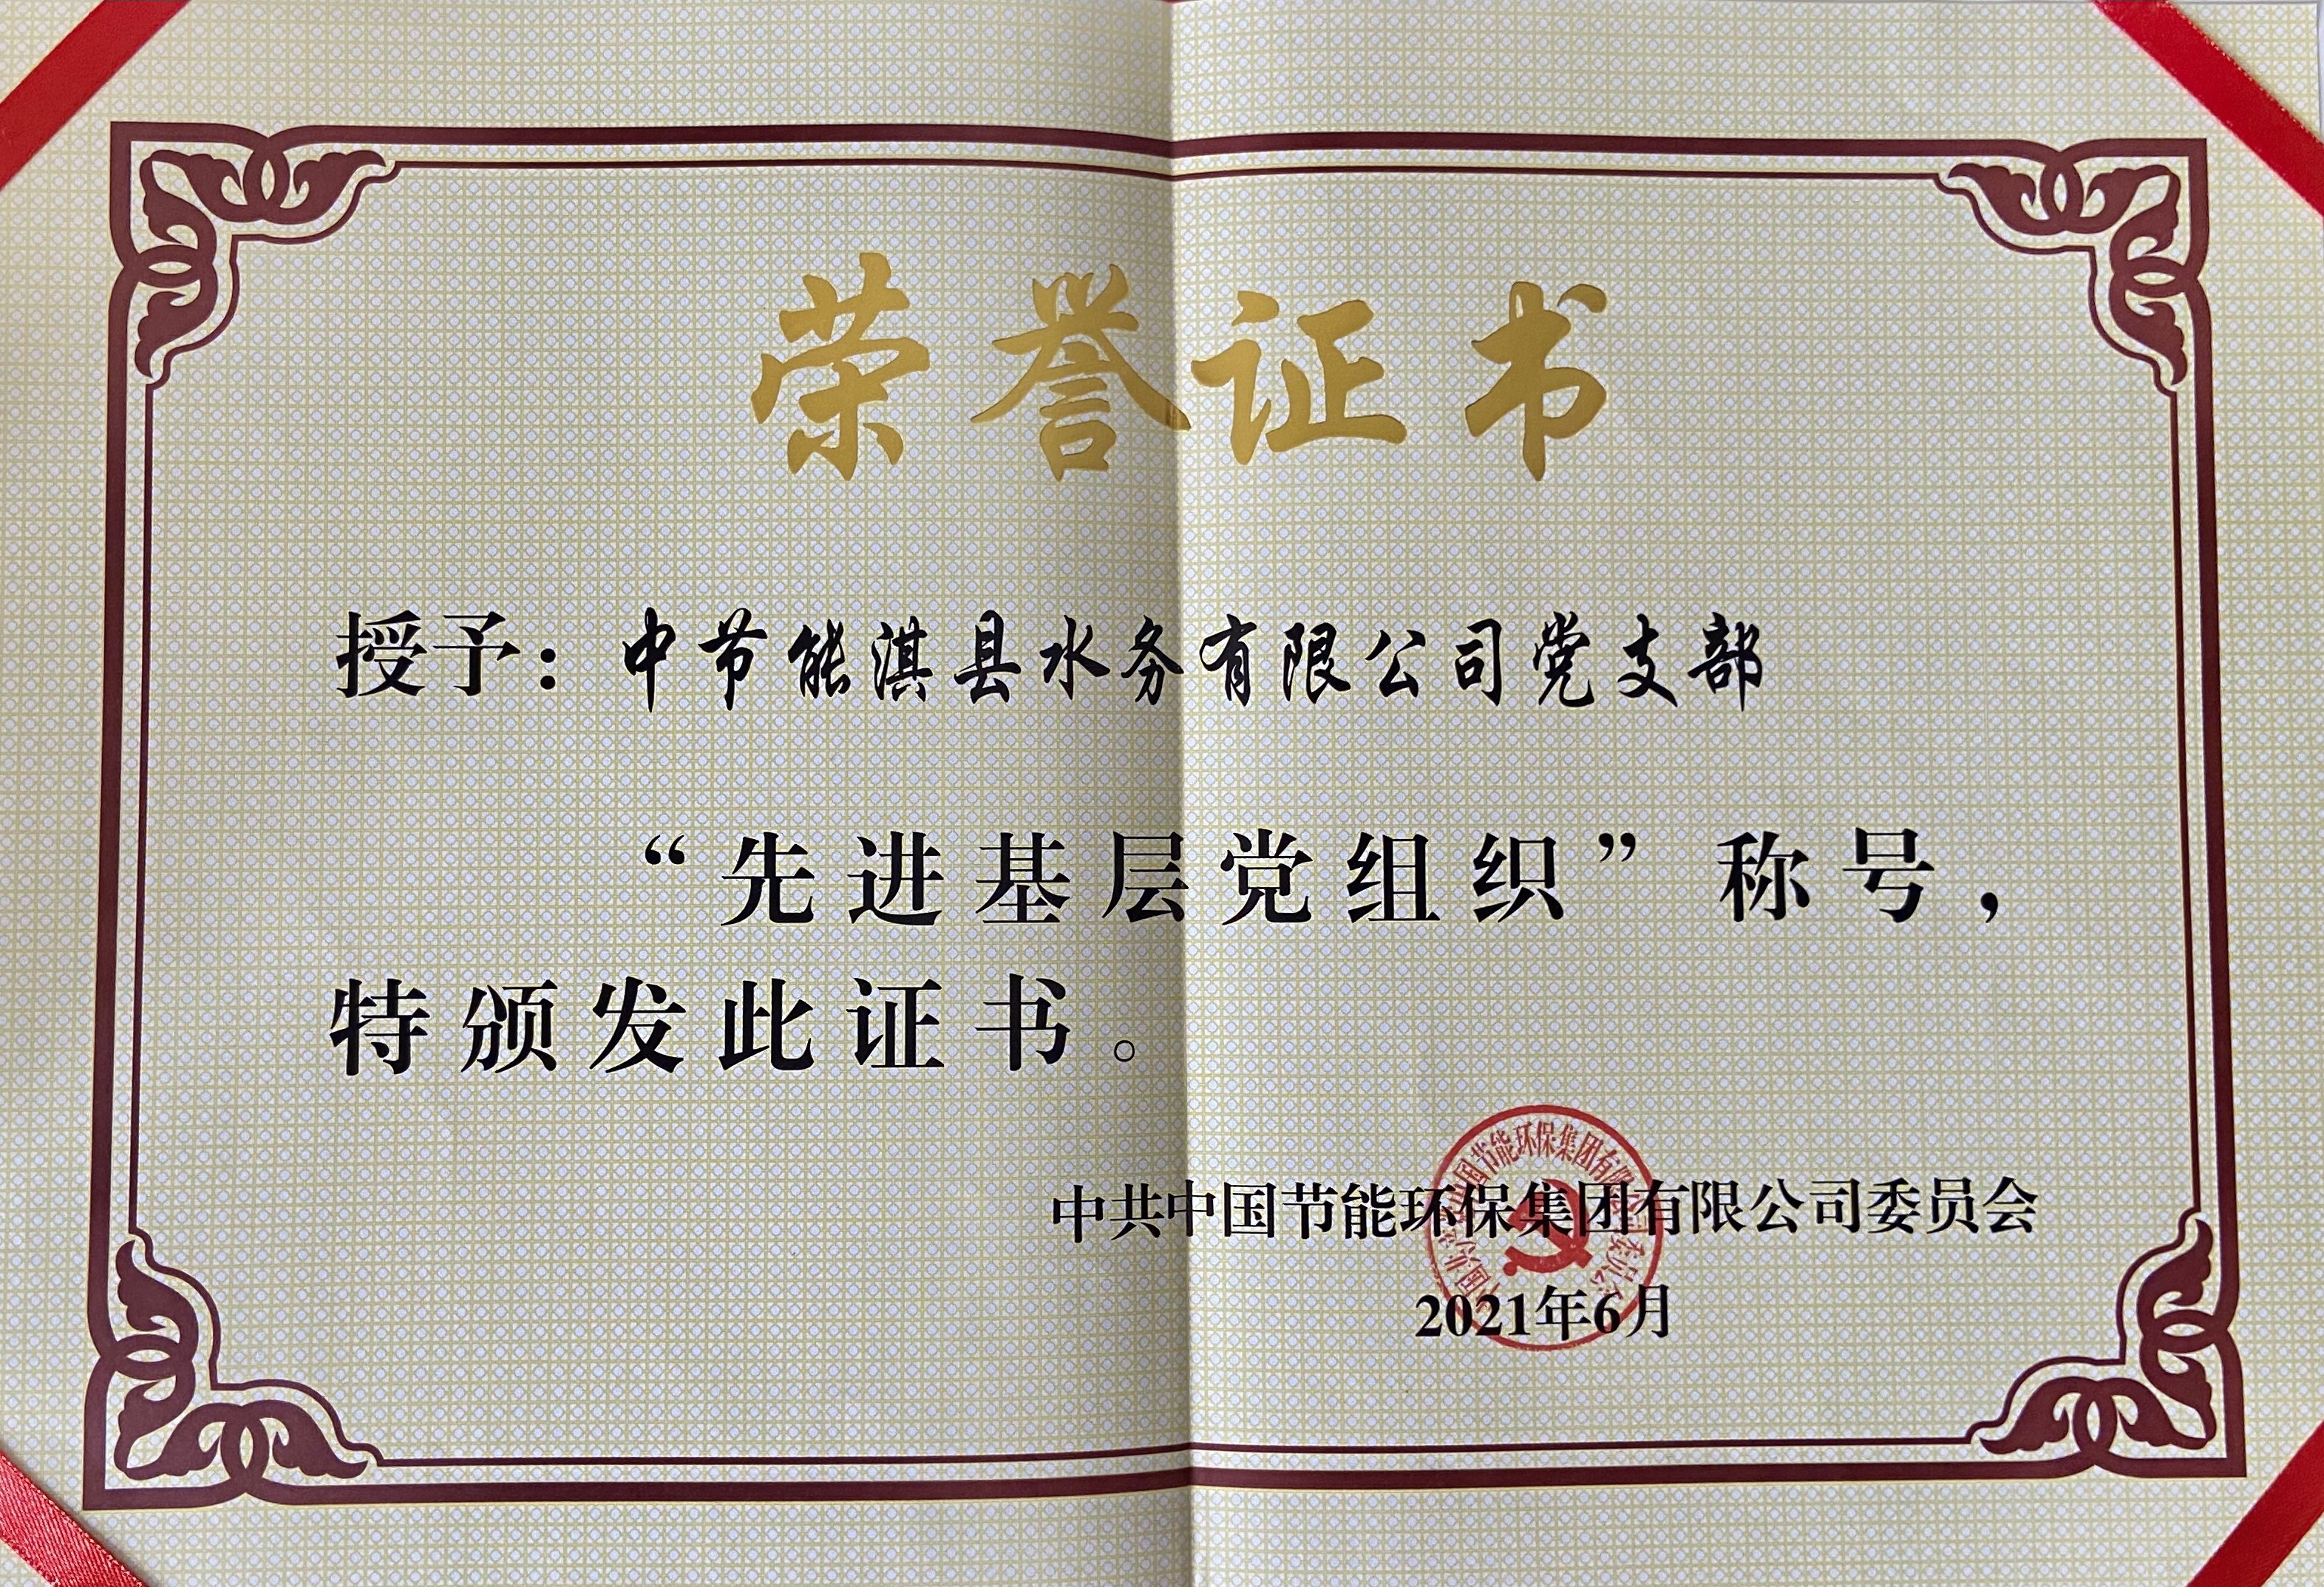 荣誉证书
授予：中节能淇县水务有限公司党支部
“先进基层党组织”称号，
特颁发此证书。
中共中国节能环保集团有限公司委员会
2021年6月